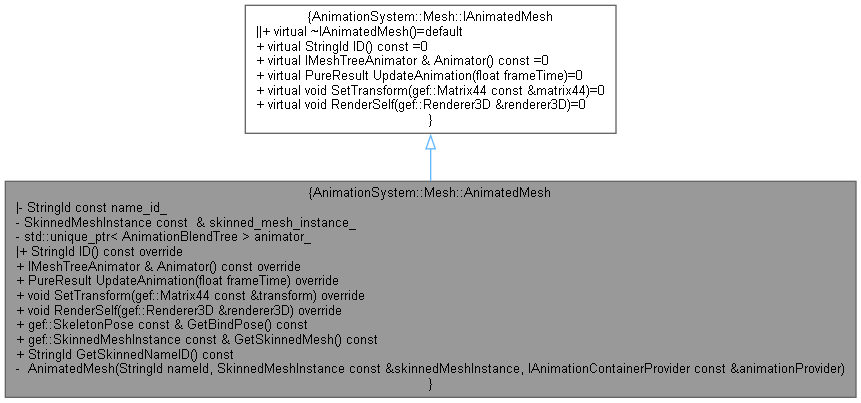 {AnimationSystem::Mesh::IAnimatedMesh
||+ virtual ~IAnimatedMesh()=default
+ virtual StringId ID() const =0
+ virtual IMeshTreeAnimator & Animator() const =0
+ virtual PureResult UpdateAnimation(float frameTime)=0
+ virtual void SetTransform(gef::Matrix44 const &matrix44)=0
+ virtual void RenderSelf(gef::Renderer3D &renderer3D)=0
}
{AnimationSystem::Mesh::AnimatedMesh
|- StringId const name_id_
- SkinnedMeshInstance const  & skinned_mesh_instance_
- std::unique_ptr< AnimationBlendTree > animator_
|+ StringId ID() const override
+ IMeshTreeAnimator & Animator() const override
+ PureResult UpdateAnimation(float frameTime) override
+ void SetTransform(gef::Matrix44 const &transform) override
+ void RenderSelf(gef::Renderer3D &renderer3D) override
+ gef::SkeletonPose const & GetBindPose() const
+ gef::SkinnedMeshInstance const & GetSkinnedMesh() const
+ StringId GetSkinnedNameID() const
-  AnimatedMesh(StringId nameId, SkinnedMeshInstance const &skinnedMeshInstance, IAnimationContainerProvider const &animationProvider)
}